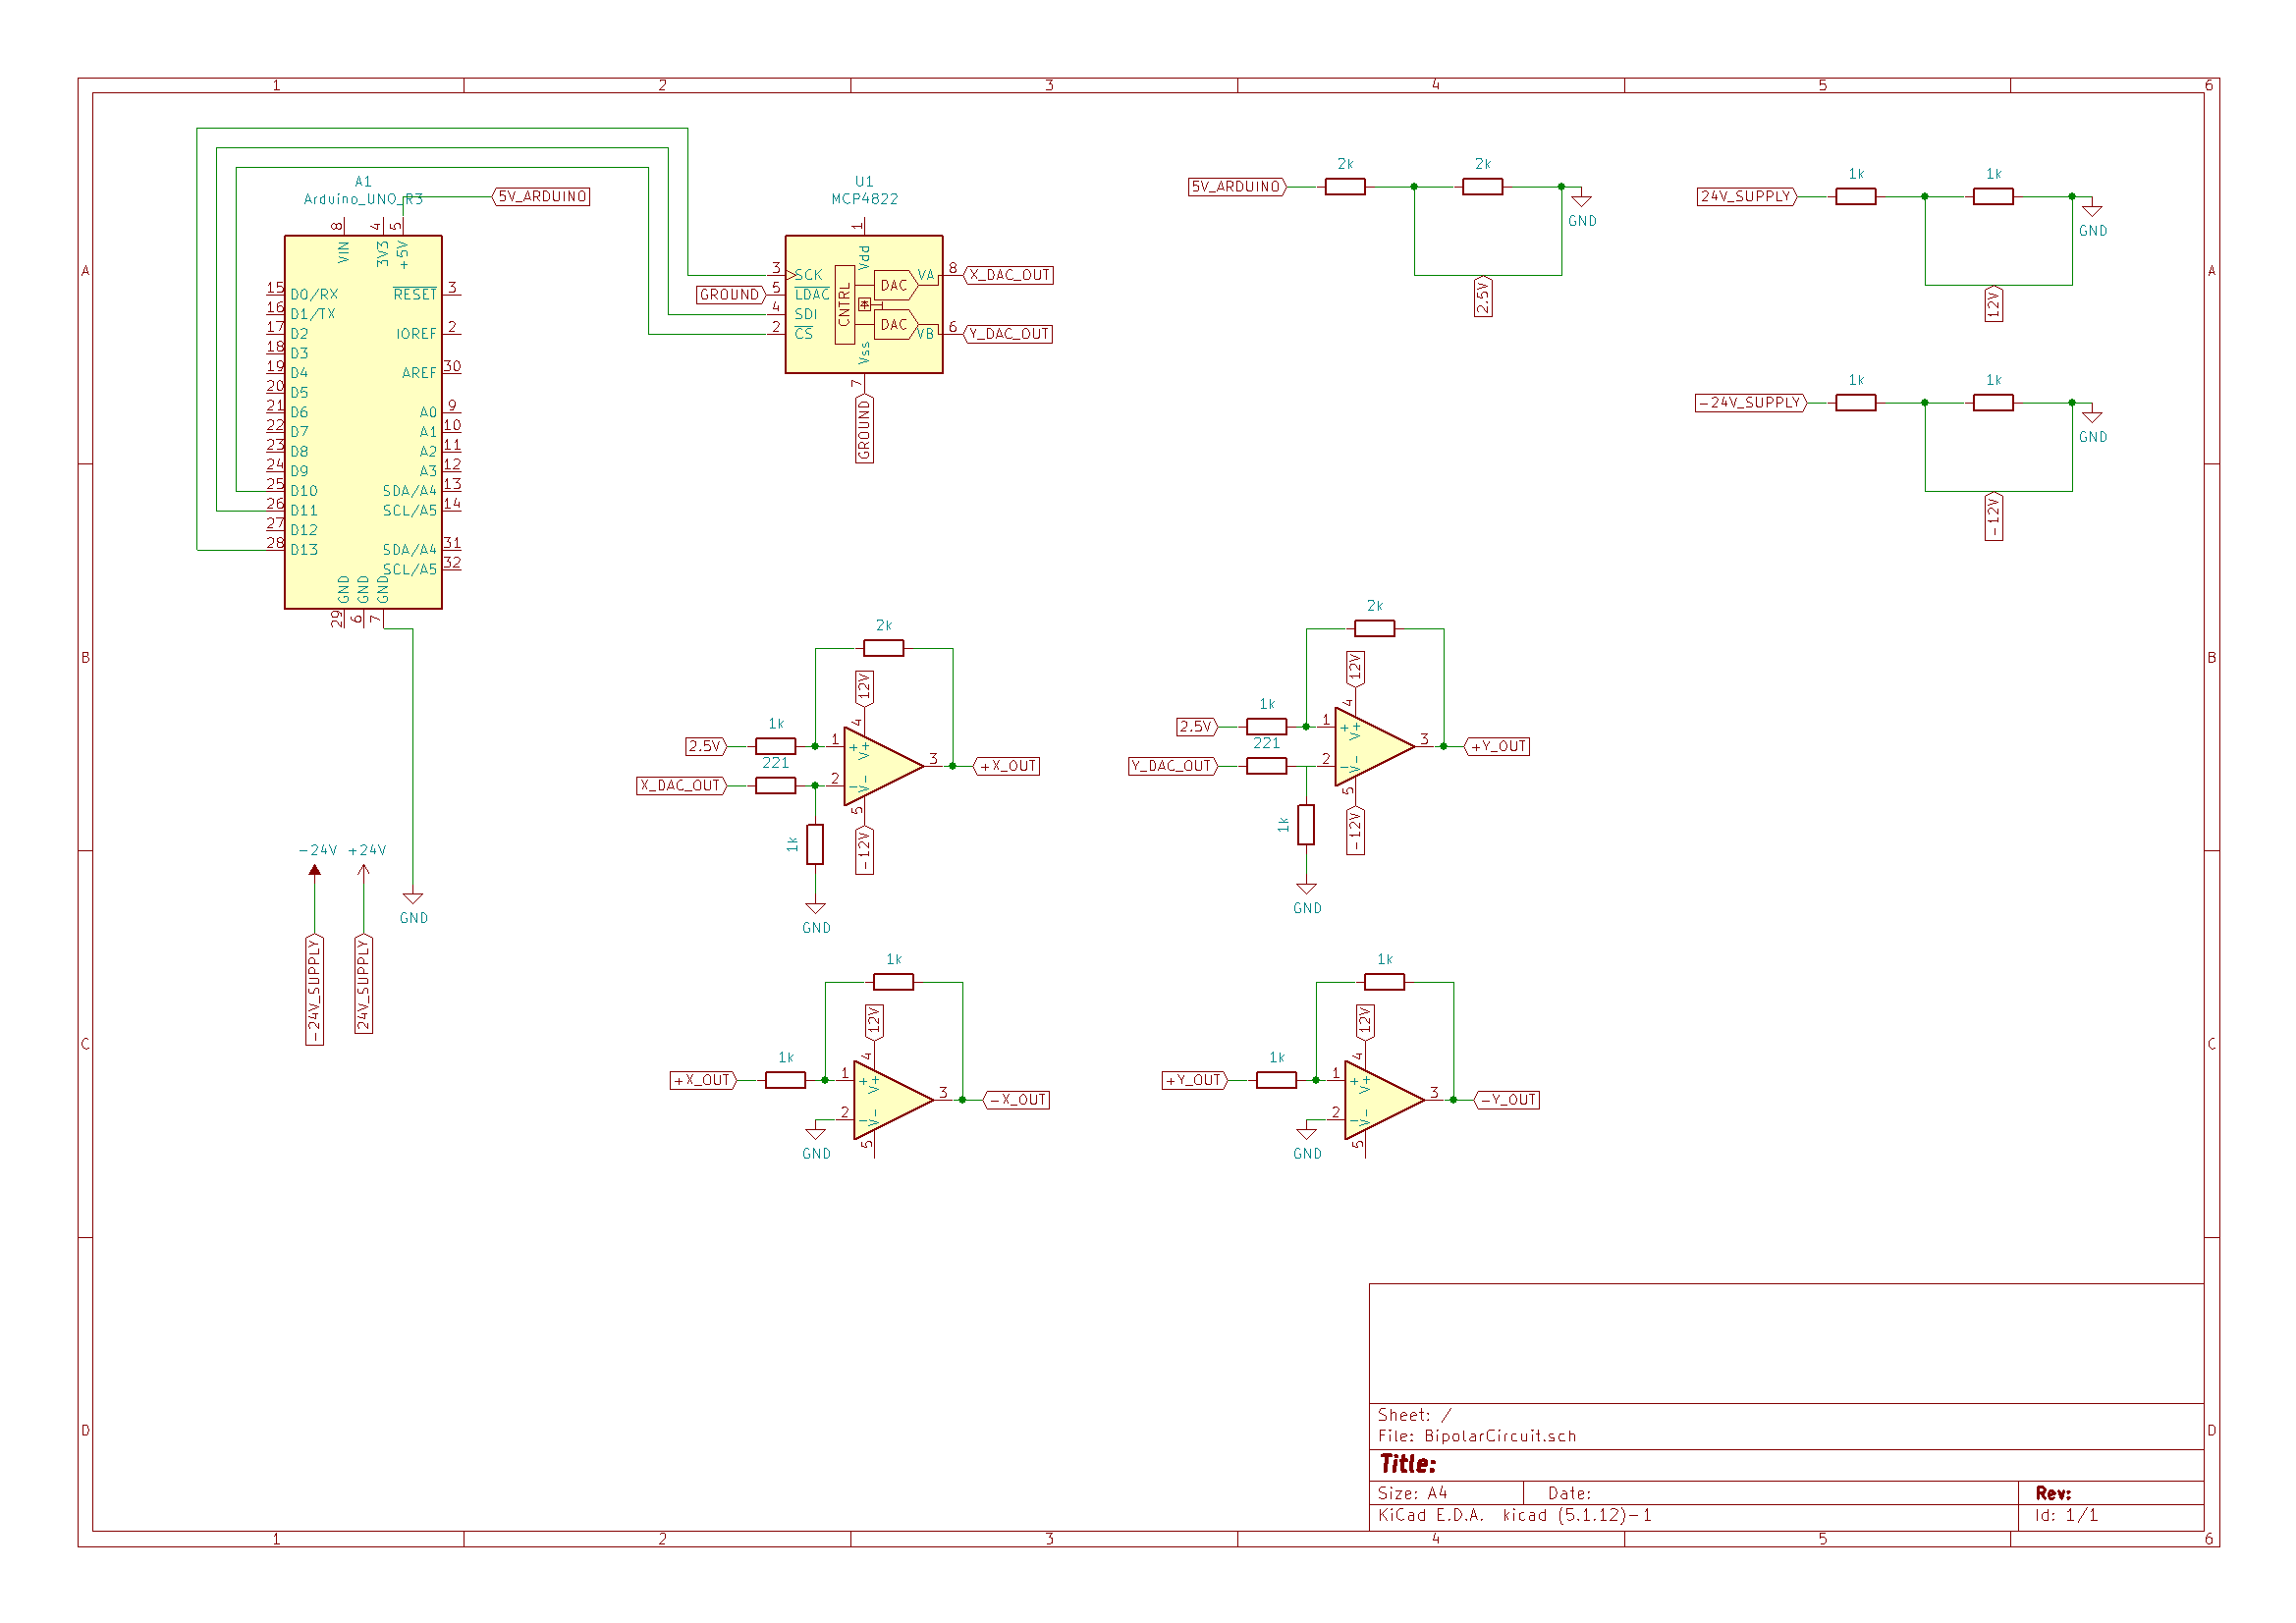 1 2 3 4 5 6
A1
Arduino_UNO_R3
5V_ARDUINO
8 4 5
VIN 3V3 +5V
15 D0/RX RESET 3
16 D1/TX
17 D2 IOREF 2
18 D3
19 D4 AREF 30
20 D5
21 D6 A0 9
22 D7 A1 10
23 D8 A2 11
24 D9 A3 12
25 D10 SDA/A4 13
26 D11 SCL/A5 14
27 D12
28 D13 SDA/A4 31
SCL/A5 32
GND GND GND
29 6 7
GND
-24V +24V
-24V_SUPPLY 24V_SUPPLY
U1
MCP4822
1
Vdd
3 SCK VA 8 X_DAC_OUT
GROUND 5 LDAC CNTRL DAC
4 SDI DAC
2 CS VB 6 Y_DAC_OUT
Vss
7
GROUND
2k 2k
5V_ARDUINO
GND
2.5V
1k 1k
24V_SUPPLY
GND
12V
1k 1k
-24V_SUPPLY
GND
-12V
2k
12V
1k 4
2.5V 1 + V+
221 3 +X_OUT
X_DAC_OUT 2 - V-
5
1k -12V
GND
2k
12V
1k 4
2.5V 1 + V+
221 3 +Y_OUT
Y_DAC_OUT 2 - V-
5
1k -12V
GND
1k
12V
1k 4
+X_OUT 1 + V+
3 -X_OUT
2 - V-
GND 5
1k
12V
1k 4
+Y_OUT 1 + V+
3 -Y_OUT
2 - V-
GND 5
A A
B B
C C
D D
Sheet: /
File: BipolarCircuit.sch
Title:
Size: A4 Date: Rev:
KiCad E.D.A. kicad (5.1.12)-1 Id: 1/1
1 2 3 4 5 6